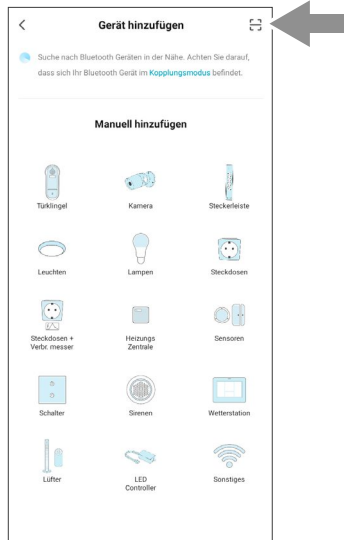 Gerät hinzufügen
Suche nach Bluetooth Geräten in der Nähe. Achten Sie darauf,
dass sich Ihr Bluetooth Gerät im Kopplungsmodus befindet.
Manuell hinzufügen
Türklingel
Kamera
Steckerleiste
Leuchten
Lampen
Steckdosen
Steckdosen +
Verbr. messer
Heizungs
Zentrale
Sensoren
Schalter
Sirenen
Wetterstation
Lüfter
LED
Controller
Sonstiges